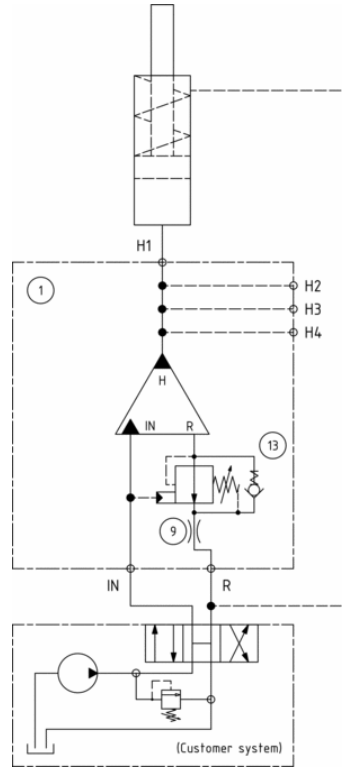 H1
1
H2
H3
H4
H
IN R
13
9
IN R
(Customer system)